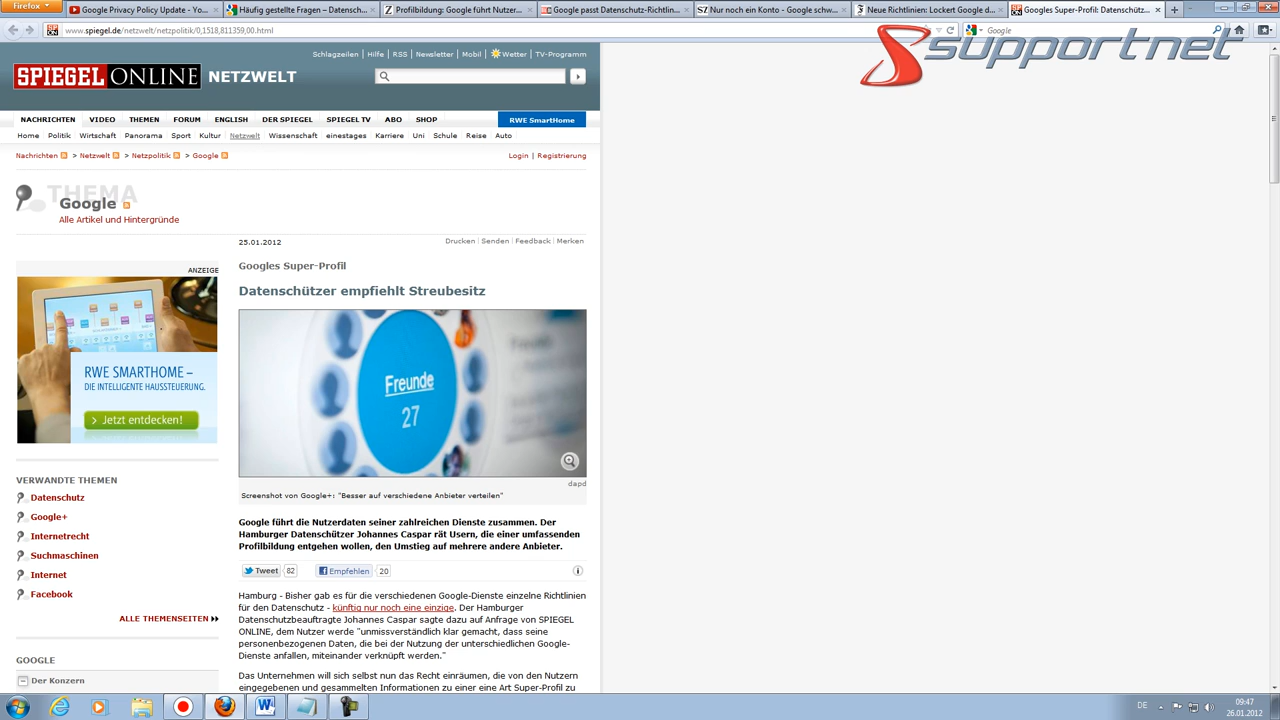 Firefox
Google Privacy Policy Update - Yo...
Häufig gestellte Fragen – Datensch...
Profilbildung: Google führt Nutzer...
Google passt Datenschutz-Richtlin...
Nur noch ein Konto - Google schw...
Neue Richtlinien: Lockert Google d...
Googles Super-Profil: Datenschütz...
www.spiegel.de/netzwelt/netzpolitik/0,1518,811359,00.html
Google
supportnet
Schlagzeilen | Hilfe | RSS | Newsletter | Mobil | Wetter | TV-Programm
SPIEGEL ONLINE NETZWELT
NACHRICHTEN VIDEO THEMEN FORUM ENGLISH DER SPIEGEL SPIEGEL TV ABO SHOP
RWE SmartHome
Home Politik Wirtschaft Panorama Sport Kultur Netzwelt Wissenschaft einestages Karriere Uni Schule Reise Auto
Nachrichten > Netzwelt > Netzpolitik > Google
Login | Registrierung
THEMA
Google
Alle Artikel und Hintergründe
25.01.2012
Drucken | Senden | Feedback | Merken
ANZEIGE
RWE SMARTHOME –
DIE INTELLIGENTE HAUSSTEUERUNG.
> Jetzt entdecken!
Googles Super-Profil
Datenschützer empfiehlt Streubesitz
Freunde
27
dapd
Screenshot von Google+: "Besser auf verschiedene Anbieter verteilen"
VERWANDTE THEMEN
Datenschutz
Google+
Internetrecht
Suchmaschinen
Internet
Facebook
ALLE THEMENSEITEN
GOOGLE
Der Konzern
Google führt die Nutzerdaten seiner zahlreichen Dienste zusammen. Der
Hamburger Datenschützer Johannes Caspar rät Usern, die einer umfassenden
Profilbildung entgehen wollen, den Umstieg auf mehrere andere Anbieter.
Tweet 82 Empfehlen 20
Hamburg - Bisher gab es für die verschiedenen Google-Dienste einzelne Richtlinien
für den Datenschutz - künftig nur noch eine einzige. Der Hamburger
Datenschutzbeauftragte Johannes Caspar sagte dazu auf Anfrage von SPIEGEL
ONLINE, dem Nutzer werde "unmissverständlich klar gemacht, dass seine
personenbezogenen Daten, die bei der Nutzung der unterschiedlichen Google-
Dienste anfallen, miteinander verknüpft werden."
Das Unternehmen will sich selbst nun das Recht einräumen, die von den Nutzern
eingegebenen und gesammelten Informationen zu einer eine Art Super-Profil zu
DE
09:47
26.01.2012